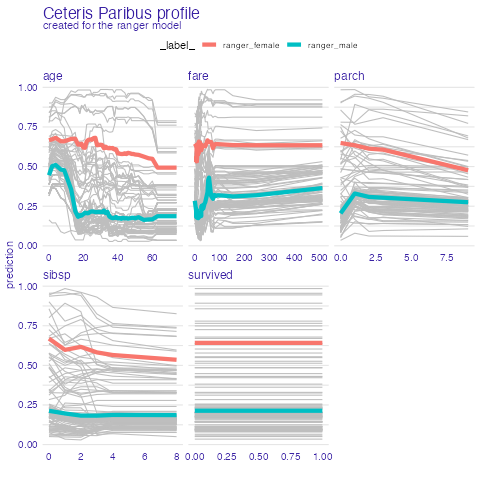 Ceteris Paribus profile
created for the ranger model
_label_ ranger_female ranger_male
age fare parch
1.00
0.75
0.50
0.25
0.00
0 20 40 60 0 100 200 300 400 500 0.0 2.5 5.0 7.5
prediction
sibsp survived
1.00
0.75
0.50
0.25
0.00
0 2 4 6 8 0.00 0.25 0.50 0.75 1.00